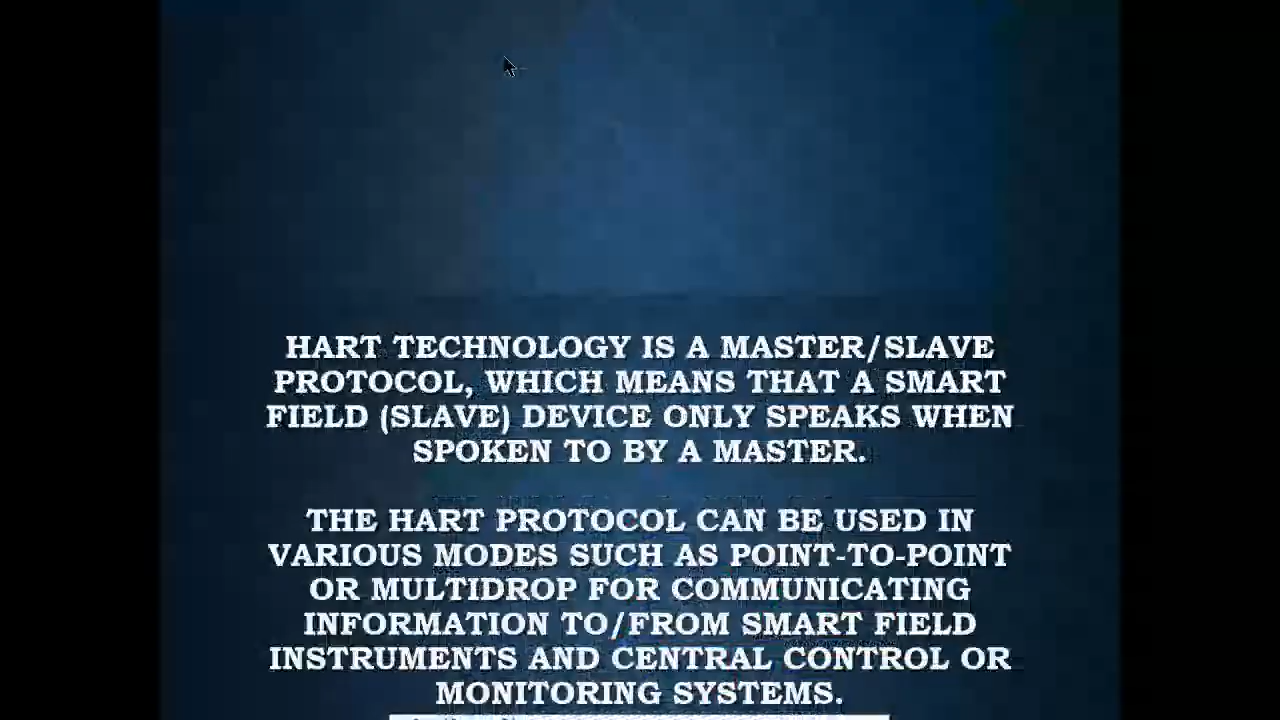 HART TECHNOLOGY IS A MASTER/SLAVE
PROTOCOL, WHICH MEANS THAT A SMART
FIELD (SLAVE) DEVICE ONLY SPEAKS WHEN
SPOKEN TO BY A MASTER.
THE HART PROTOCOL CAN BE USED IN
VARIOUS MODES SUCH AS POINT-TO-POINT
OR MULTIDROP FOR COMMUNICATING
INFORMATION TO/FROM SMART FIELD
INSTRUMENTS AND CENTRAL CONTROL OR
MONITORING SYSTEMS.